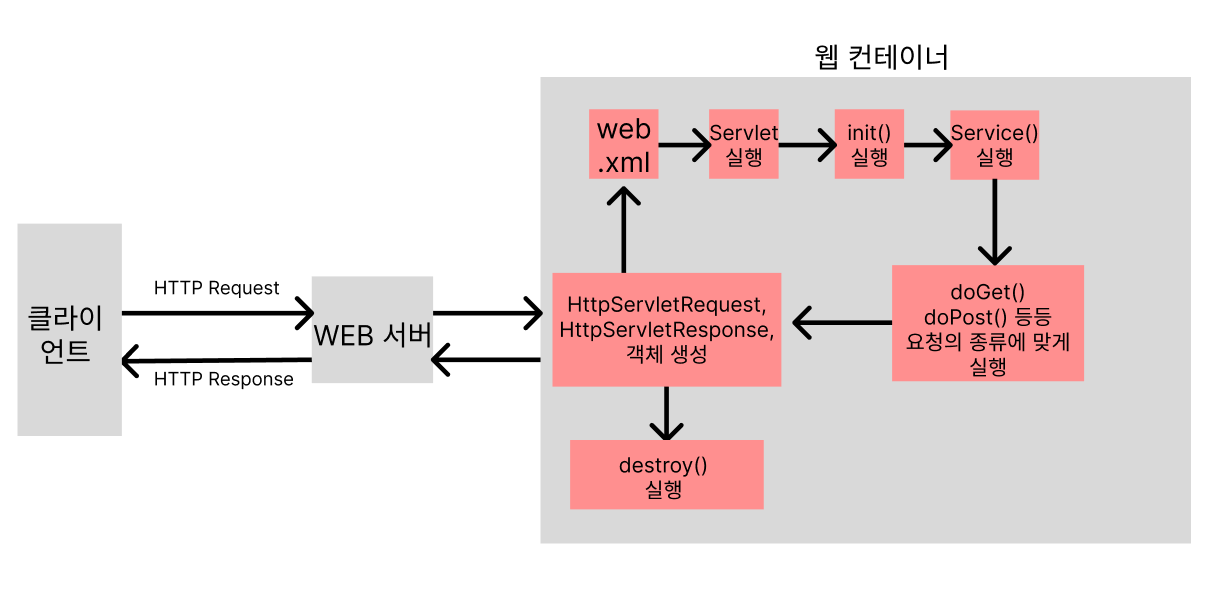 웹 컨테이너
web
.xml
Servlet
실행
init()
실행
Service()
실행
클라이
언트
HTTP Request
HTTP Response
WEB 서버
HttpServletRequest,
HttpServletResponse,
객체 생성
doGet()
doPost() 등등
요청의 종류에 맞게
실행
destroy()
실행